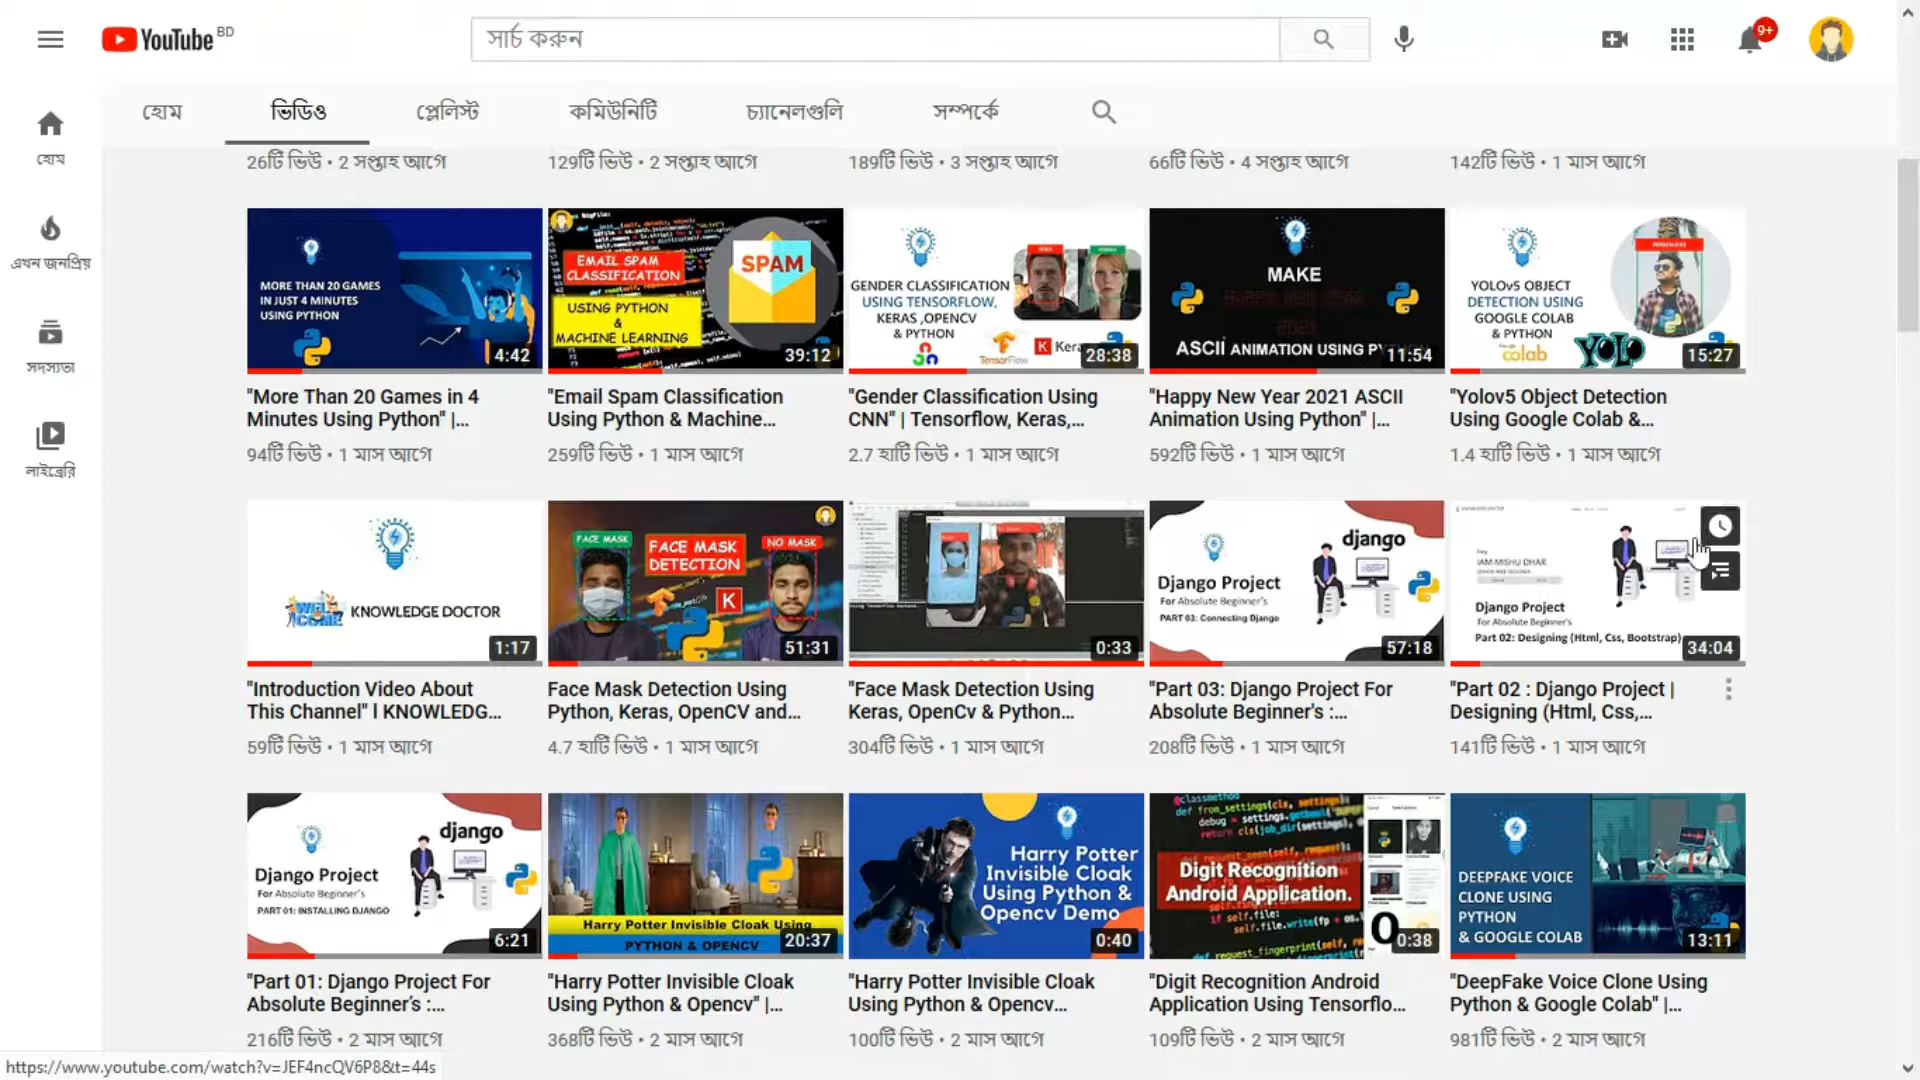 YouTube BD
সার্চ করুন
9+
হোম
ভিডিও
প্লেলিস্ট
কমিউনিটি
চ্যানেলগুলি
সম্পর্কে
হোম
এখন জনপ্রিয়
সদস্যতা
লাইব্রেরি
26টি ভিউ • 2 সপ্তাহ আগে
129টি ভিউ • 2 সপ্তাহ আগে
189টি ভিউ • 3 সপ্তাহ আগে
66টি ভিউ • 4 সপ্তাহ আগে
142টি ভিউ • 1 মাস আগে
MORE THAN 20 GAMES
IN JUST 4 MINUTES
USING PYTHON
4:42
EMAIL SPAM
CLASSIFICATION
USING PYTHON
&
MACHINE LEARNING
SPAM
39:12
GENDER CLASSIFICATION
USING TENSORFLOW,
KERAS ,OPENCV
& PYTHON
TensorFlow
K Kera
28:38
MAKE
HAPPY NEW YEAR
2021
ASCII ANIMATION USING PYTHON
11:54
YOLOv5 OBJECT
DETECTION USING
GOOGLE COLAB
& PYTHON
colab
YOLO
15:27
"More Than 20 Games in 4
Minutes Using Python" |...
94টি ভিউ • 1 মাস আগে
"Email Spam Classification
Using Python & Machine...
259টি ভিউ • 1 মাস আগে
"Gender Classification Using
CNN" | Tensorflow, Keras,...
2.7 হাটি ভিউ • 1 মাস আগে
"Happy New Year 2021 ASCII
Animation Using Python" |...
592টি ভিউ • 1 মাস আগে
"Yolov5 Object Detection
Using Google Colab &...
1.4 হাটি ভিউ • 1 মাস আগে
WELCOME
KNOWLEDGE DOCTOR
1:17
FACE MASK
FACE MASK
DETECTION
NO MASK
K
51:31
0:33
django
Django Project
For Absolute Beginner's
PART 03: Connecting Django
57:18
IAM MISHU DHAR
Django Project
For Absolute Beginner's
Part 02: Designing (Html, Css, Bootstrap)
34:04
"Introduction Video About
This Channel" l KNOWLEDG...
59টি ভিউ • 1 মাস আগে
Face Mask Detection Using
Python, Keras, OpenCV and...
4.7 হাটি ভিউ • 1 মাস আগে
"Face Mask Detection Using
Keras, OpenCv & Python...
304টি ভিউ • 1 মাস আগে
"Part 03: Django Project For
Absolute Beginner's :...
208টি ভিউ • 1 মাস আগে
"Part 02 : Django Project |
Designing (Html, Css,...
141টি ভিউ • 1 মাস আগে
django
Django Project
For Absolute Beginner's
PART 01: INSTALLING DJANGO
6:21
Harry Potter Invisible Cloak Using
PYTHON & OPENCV
20:37
Harry Potter
Invisible Cloak
Using Python &
Opencv Demo
0:40
Digit Recognition
Android Application.
0:38
DEEPFAKE VOICE
CLONE USING
PYTHON
& GOOGLE COLAB
13:11
"Part 01: Django Project For
Absolute Beginner's :...
216টি ভিউ • 2 মাস আগে
"Harry Potter Invisible Cloak
Using Python & Opencv" |...
368টি ভিউ • 2 মাস আগে
"Harry Potter Invisible Cloak
Using Python & Opencv...
100টি ভিউ • 2 মাস আগে
"Digit Recognition Android
Application Using Tensorflo...
109টি ভিউ • 2 মাস আগে
"DeepFake Voice Clone Using
Python & Google Colab" |...
981টি ভিউ • 2 মাস আগে
https://www.youtube.com/watch?v=JEF4ncQV6P8&t=44s